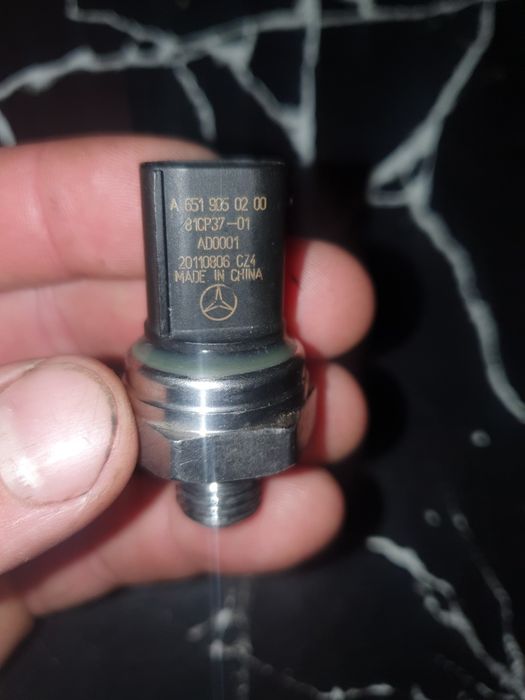 A 651 905 02 00
81CP37-01
AD0001
20110806 CZ4
MADE IN CHINA